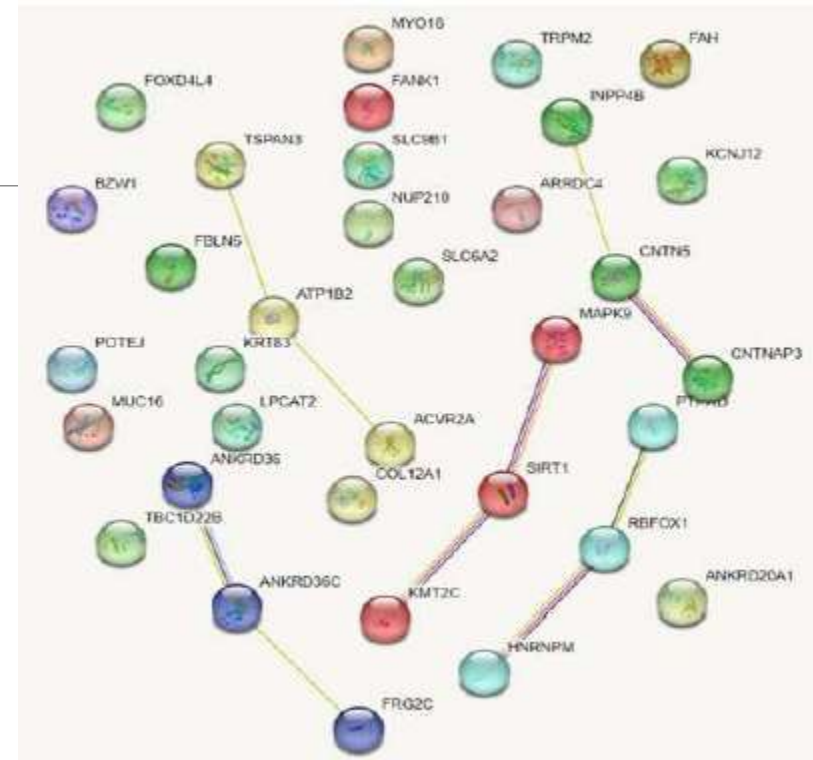 MYO16
TRPM2
FAH
FOXD4L4
FANK1
INPP4B
TSPAN3
SLC9B1
KCNJ12
BZW1
NUP210
ARRDC4
FBLN5
SLC6A2
CNTN5
ATP1B2
MAPK9
POTEJ
KRT83
CNTNAP3
MUC16
LPCAT2
ACVR2A
ANKRD36
COL12A1
SIRT1
TBC1D22B
RBFOX1
ANKRD36C
KMT2C
ANKRD20A1
HNRNPM
FRG2C